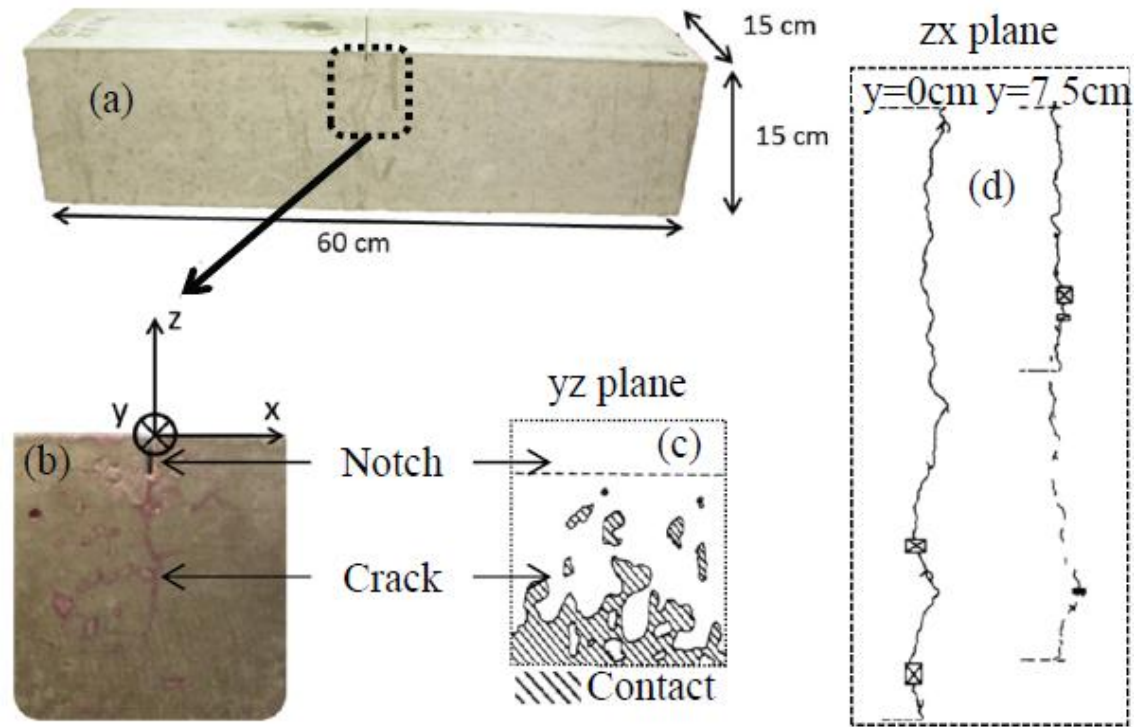 15 cm
(a)
15 cm
60 cm
zx plane
y=0cm y=7.5cm
(d)
z
y
x
(b)
Notch
Crack
yz plane
(c)
Contact